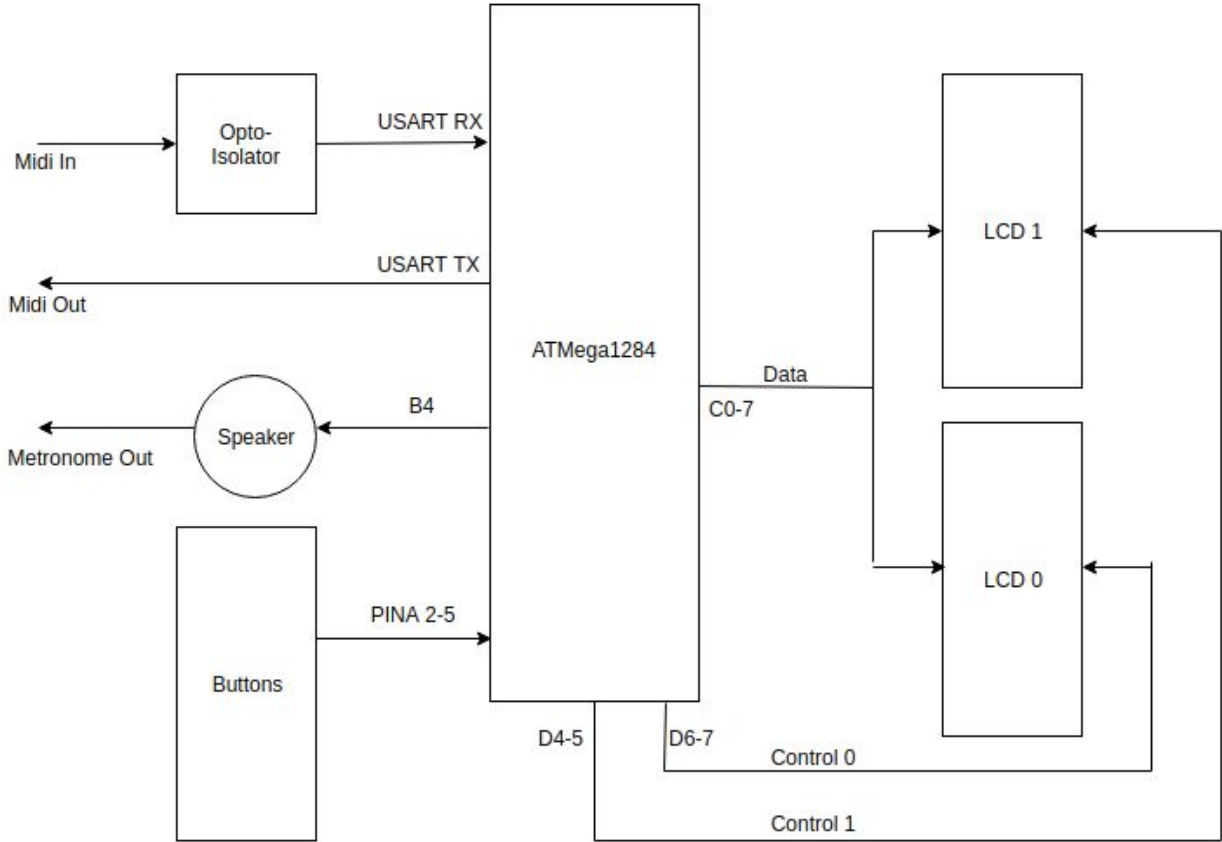 Opto-
Isolator
USART RX
Midi In
USART TX
Midi Out
ATMega1284
LCD 1
Data
C0-7
B4
Speaker
Metronome Out
LCD 0
PINA 2-5
Buttons
D4-5
D6-7
Control 0
Control 1